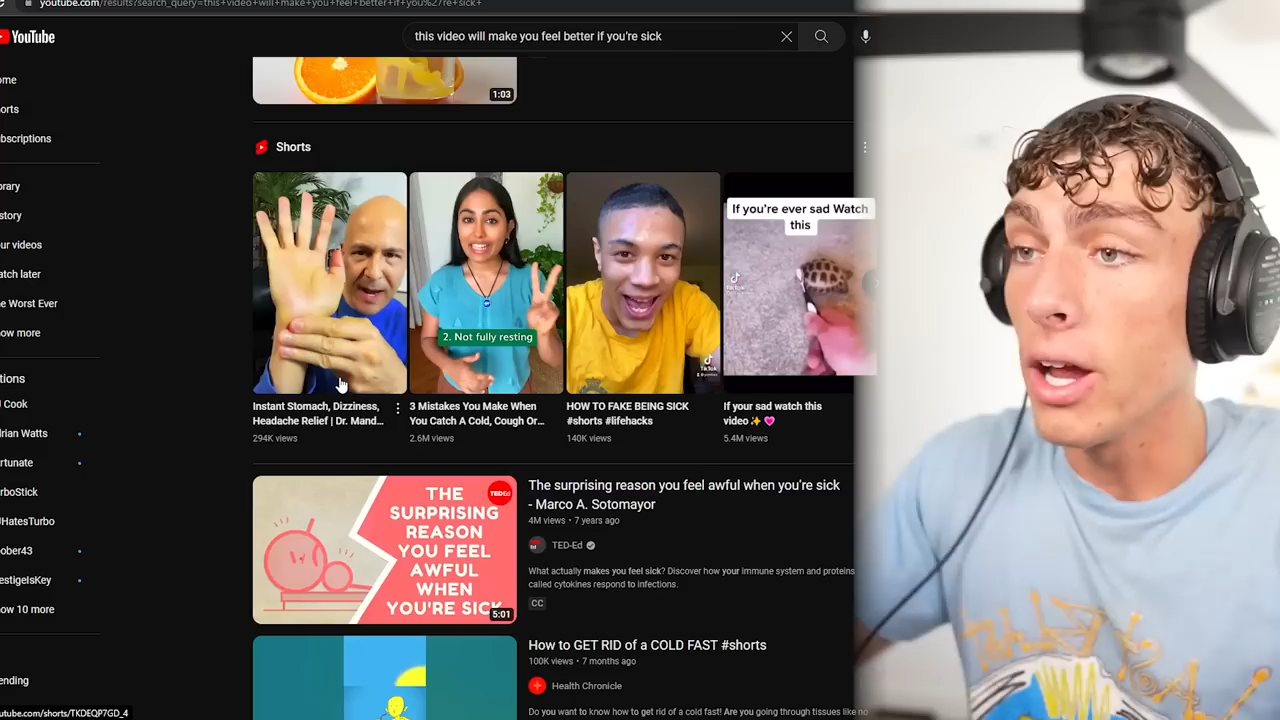 youtube.com/results?search_query=this+video+will+make+you+feel+better+if+you%27re+sick+
YouTube
this video will make you feel better if you're sick
ome
orts
1:03
ubscriptions
Shorts
brary
story
our videos
atch later
e Worst Ever
now more
tions
Cook
rian Watts
rtunate
rboStick
HatesTurbo
ober43
estigeIsKey
ow 10 more
ending
2. Not fully resting
TikTok
If you're ever sad Watch
this
TikTok
Instant Stomach, Dizziness,
Headache Relief | Dr. Mand...
294K views
3 Mistakes You Make When
You Catch A Cold, Cough Or...
2.6M views
HOW TO FAKE BEING SICK
#shorts #lifehacks
140K views
If your sad watch this
video✨💗
5.4M views
THE
SURPRISING
REASON
YOU FEEL
AWFUL
WHEN
YOU'RE SICK
TED Ed
5:01
The surprising reason you feel awful when you're sick
- Marco A. Sotomayor
4M views • 7 years ago
TED-Ed
What actually makes you feel sick? Discover how your immune system and proteins
called cytokines respond to infections.
CC
How to GET RID of a COLD FAST #shorts
100K views • 7 months ago
Health Chronicle
Do you want to know how to get rid of a cold fast! Are you going through tissues like no
utube.com/shorts/TKDEQP7GD_4